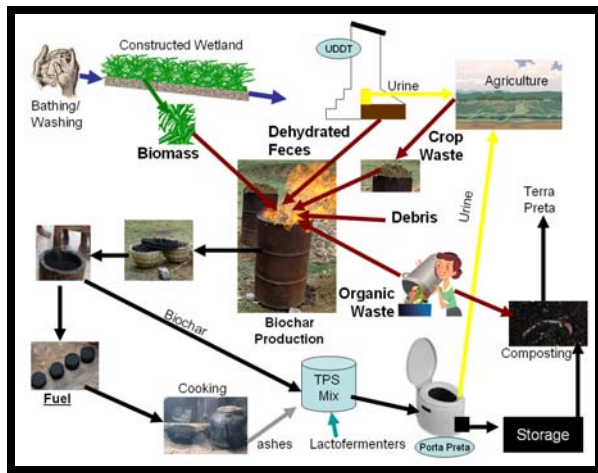 Constructed Wetland
UDDT
Bathing/
Washing
Urine
Agriculture
Biomass
Dehydrated
Feces
Crop
Waste
Debris
Urine
Terra
Preta
Organic
Waste
Biochar
Production
Composting
Biochar
Fuel
Cooking
TPS
Mix
ashes
Lactofermenters
Porta Preta
Storage